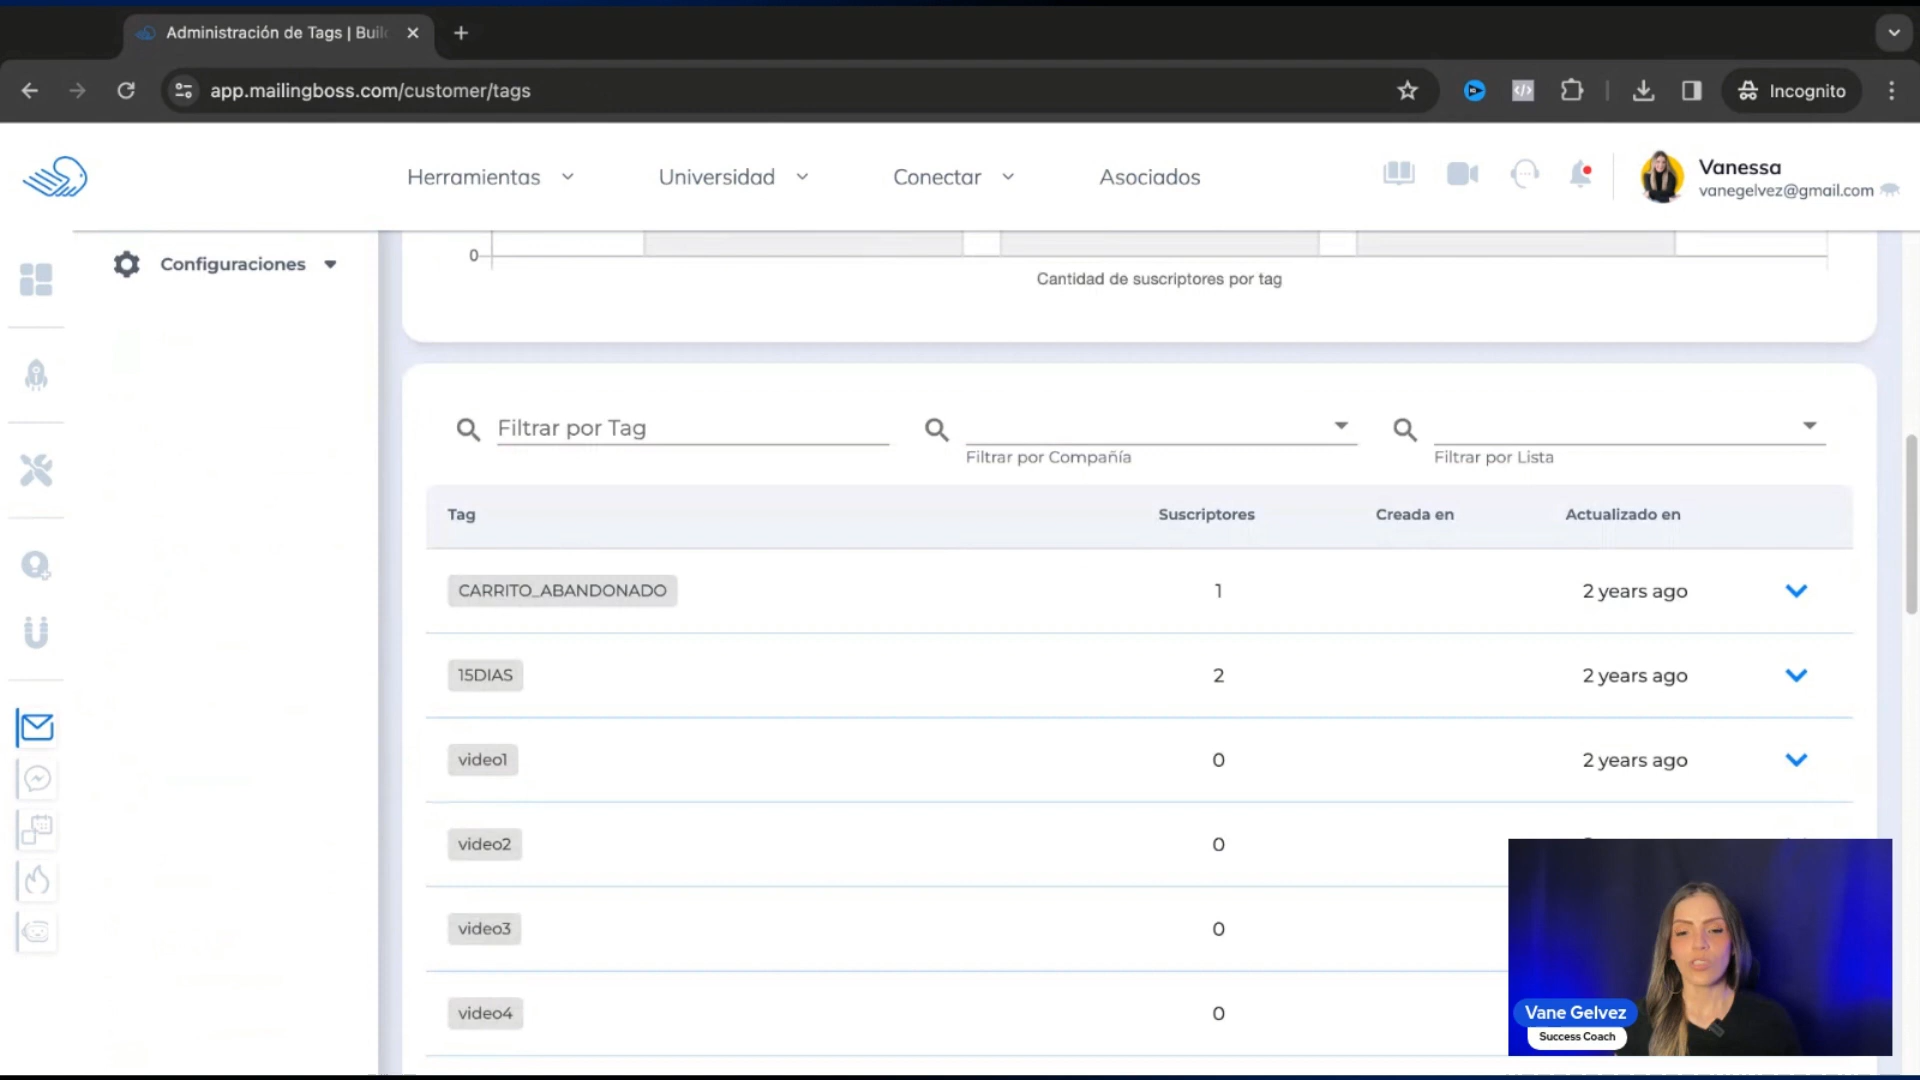 Administración de Tags | Buil
app.mailingboss.com/customer/tags
Incognito
Herramientas
Universidad
Conectar
Asociados
Vanessa
vanegelvez@gmail.com
Configuraciones
0
Cantidad de suscriptores por tag
Filtrar por Tag
Filtrar por Compañía
Filtrar por Lista
Tag Suscriptores Creada en Actualizado en
CARRITO_ABANDONADO 1 2 years ago
15DIAS 2 2 years ago
video1 0 2 years ago
video2 0
video3 0
video4 0
Vane Gelvez
Success Coach